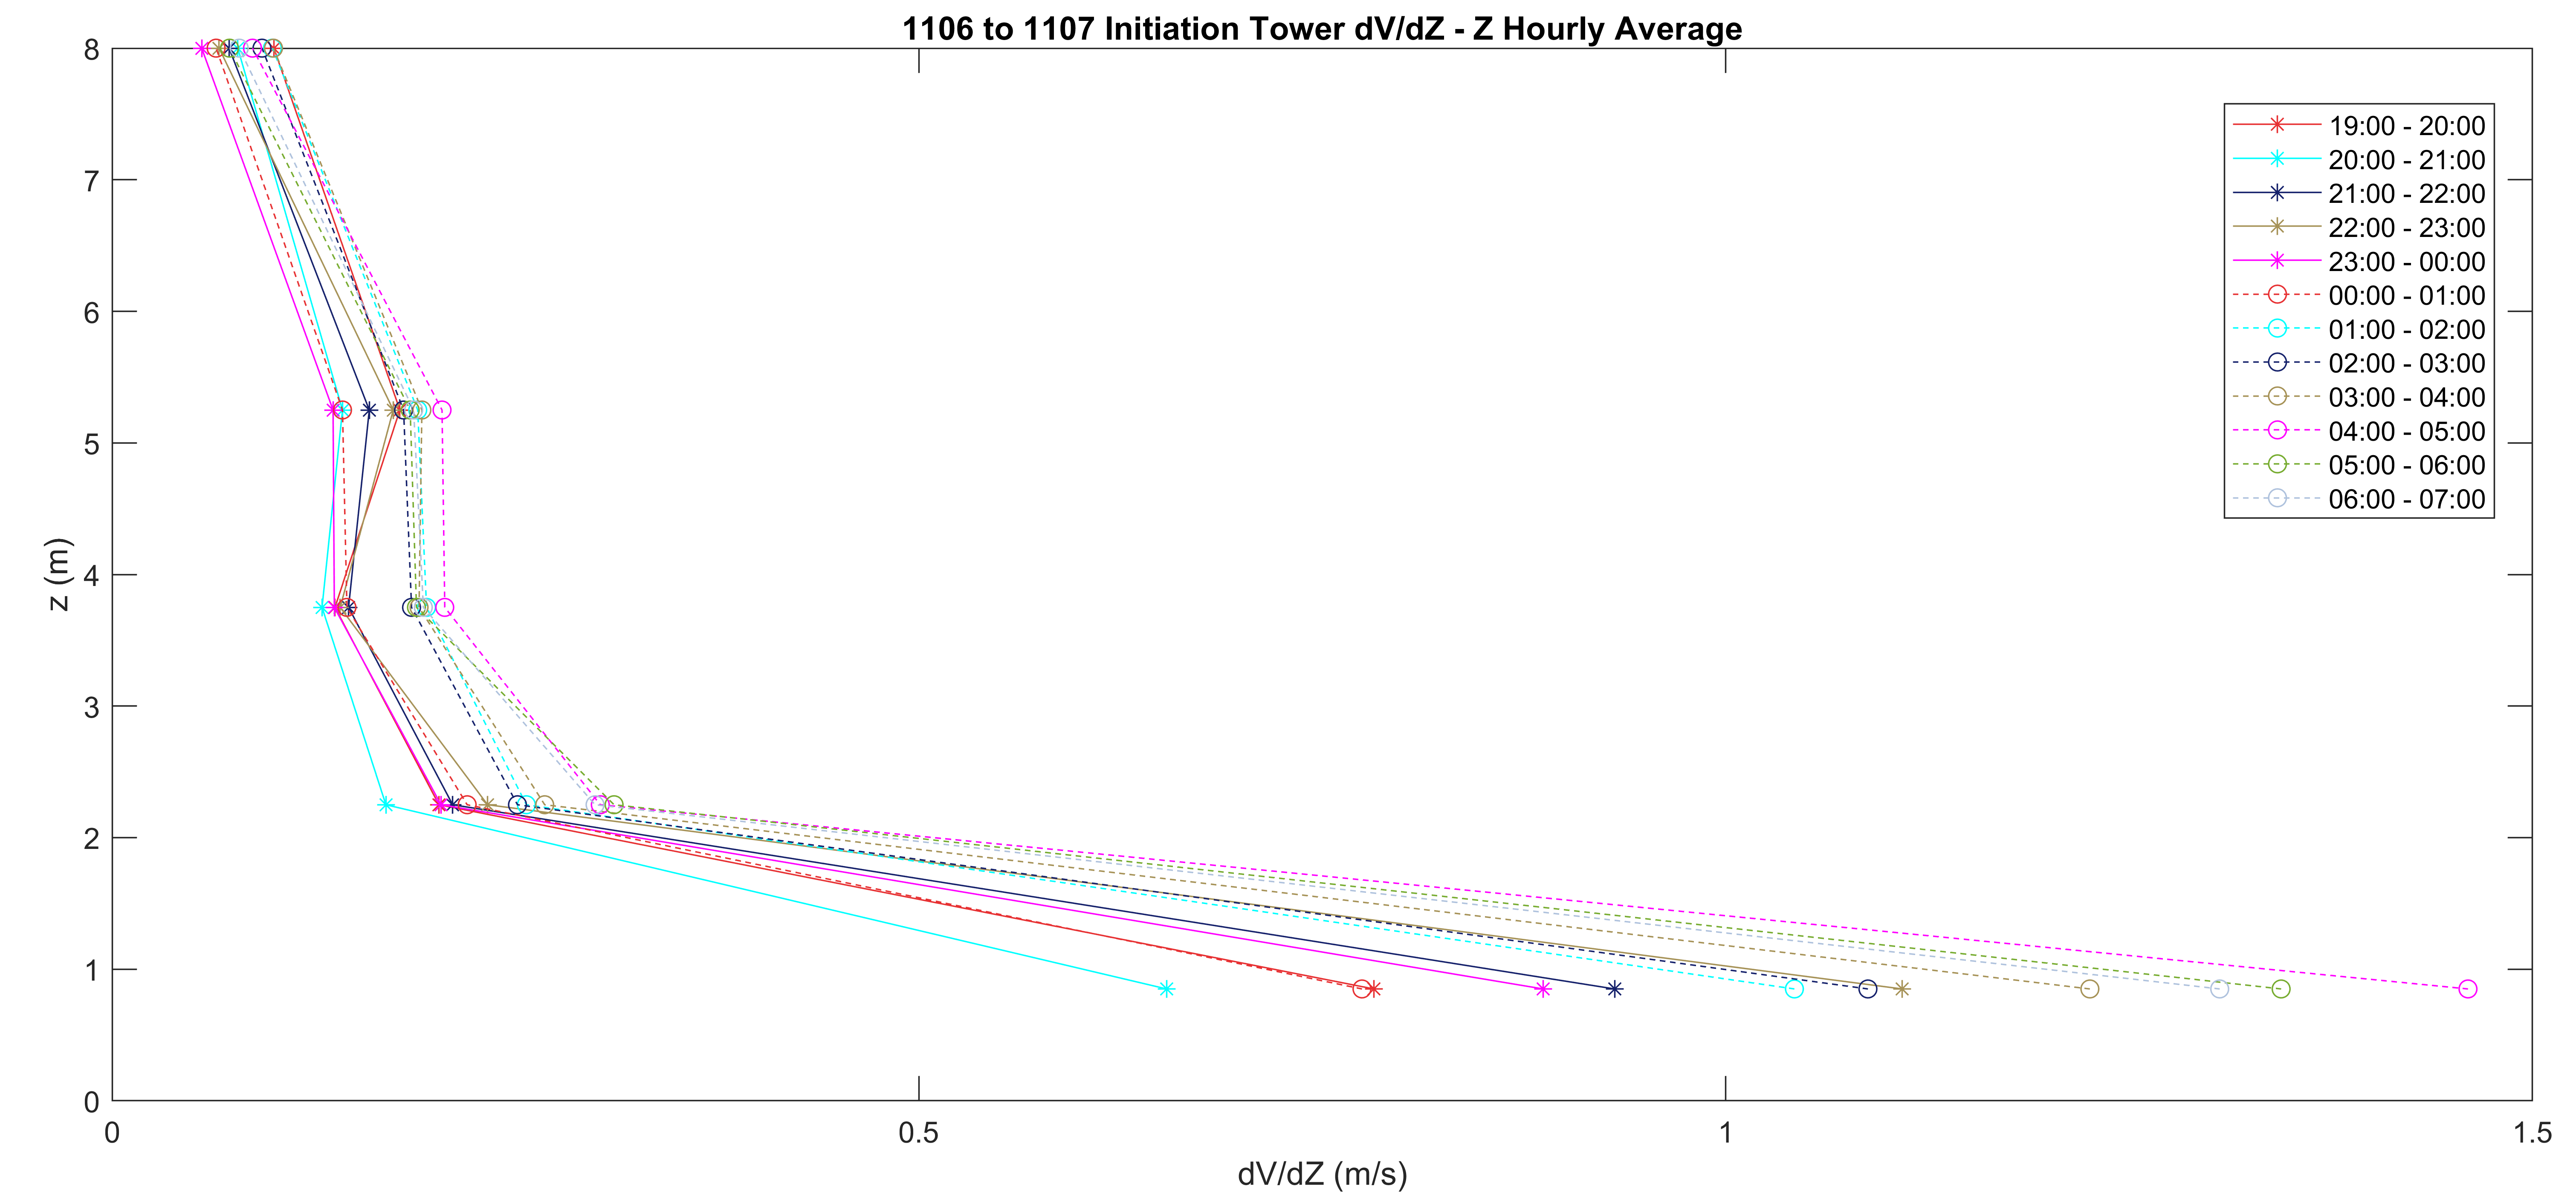 1106 to 1107 Initiation Tower dV/dZ - Z Hourly Average
8
7
6
5
4
3
2
1
0
z (m)
19:00 - 20:00
20:00 - 21:00
21:00 - 22:00
22:00 - 23:00
23:00 - 00:00
00:00 - 01:00
01:00 - 02:00
02:00 - 03:00
03:00 - 04:00
04:00 - 05:00
05:00 - 06:00
06:00 - 07:00
0 0.5 1 1.5
dV/dZ (m/s)